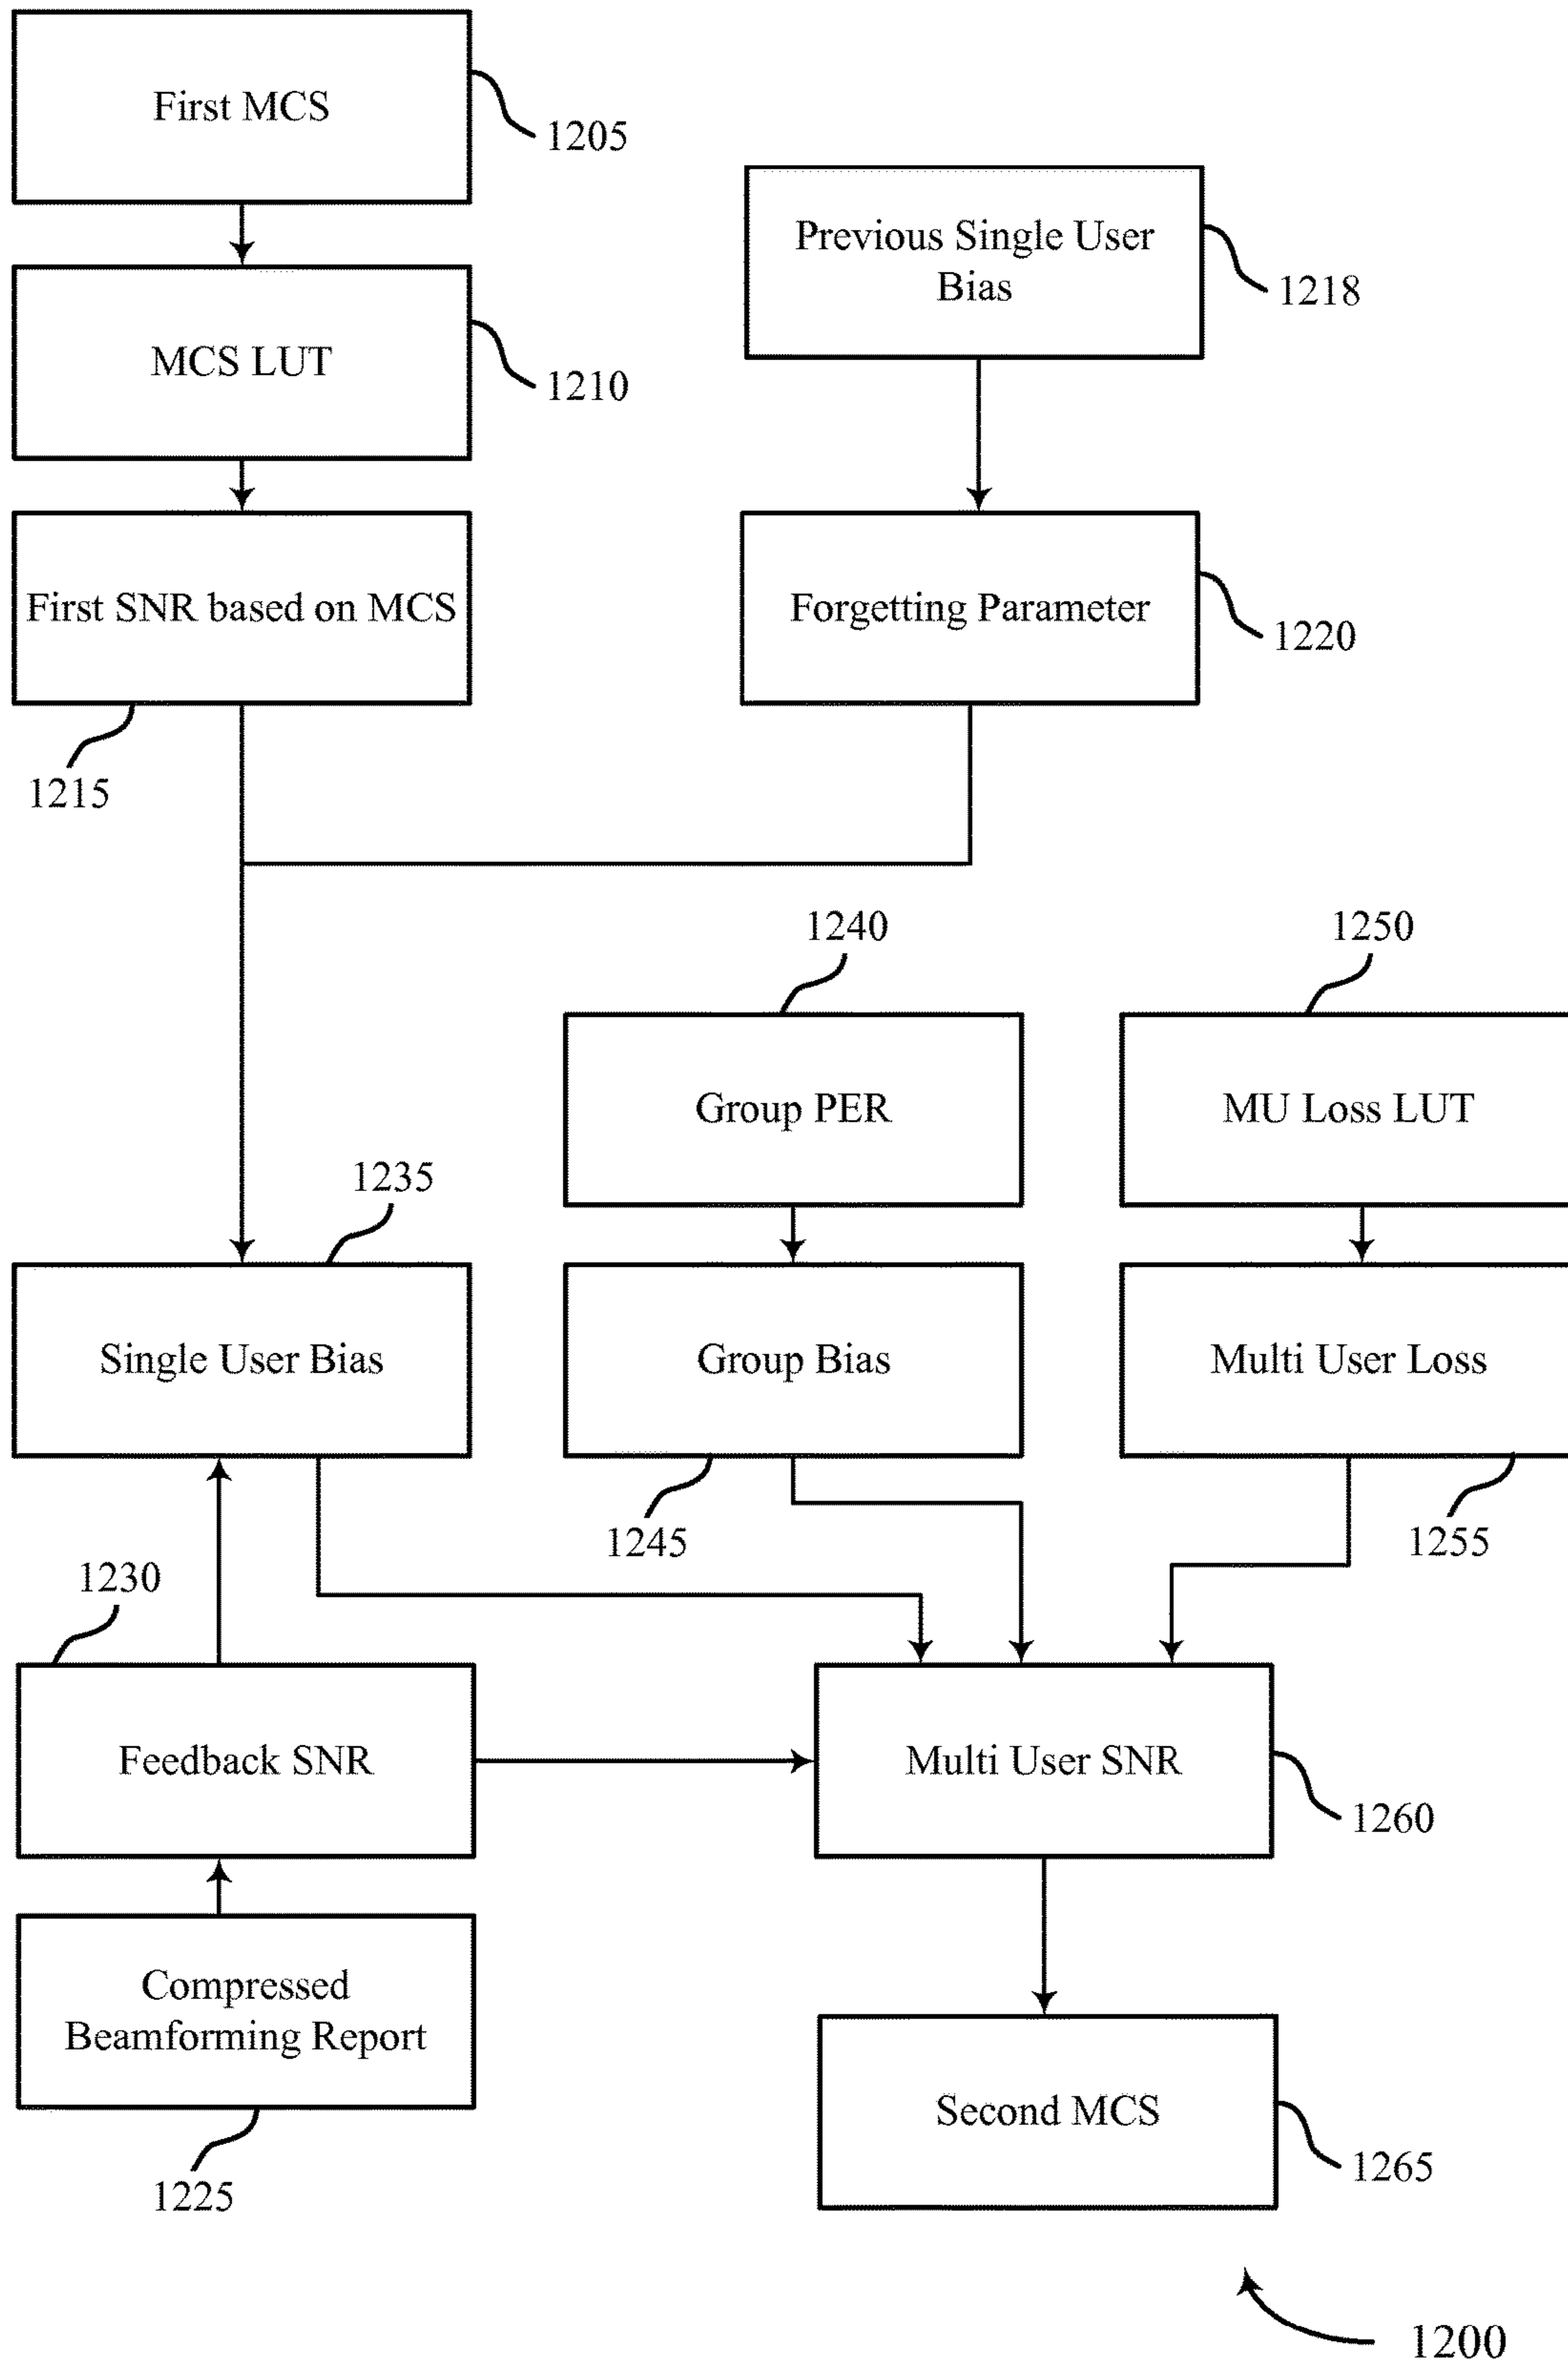 First MCS
1205
Previous Single User
Bias
1218
MCS LUT
1210
First SNR based on MCS
1215
Forgetting Parameter
1220
1240
1250
Group PER
MU Loss LUT
1235
Single User Bias
Group Bias
Multi User Loss
1245
1255
1230
Feedback SNR
Multi User SNR
1260
Compressed
Beamforming Report
1225
Second MCS
1265
1200